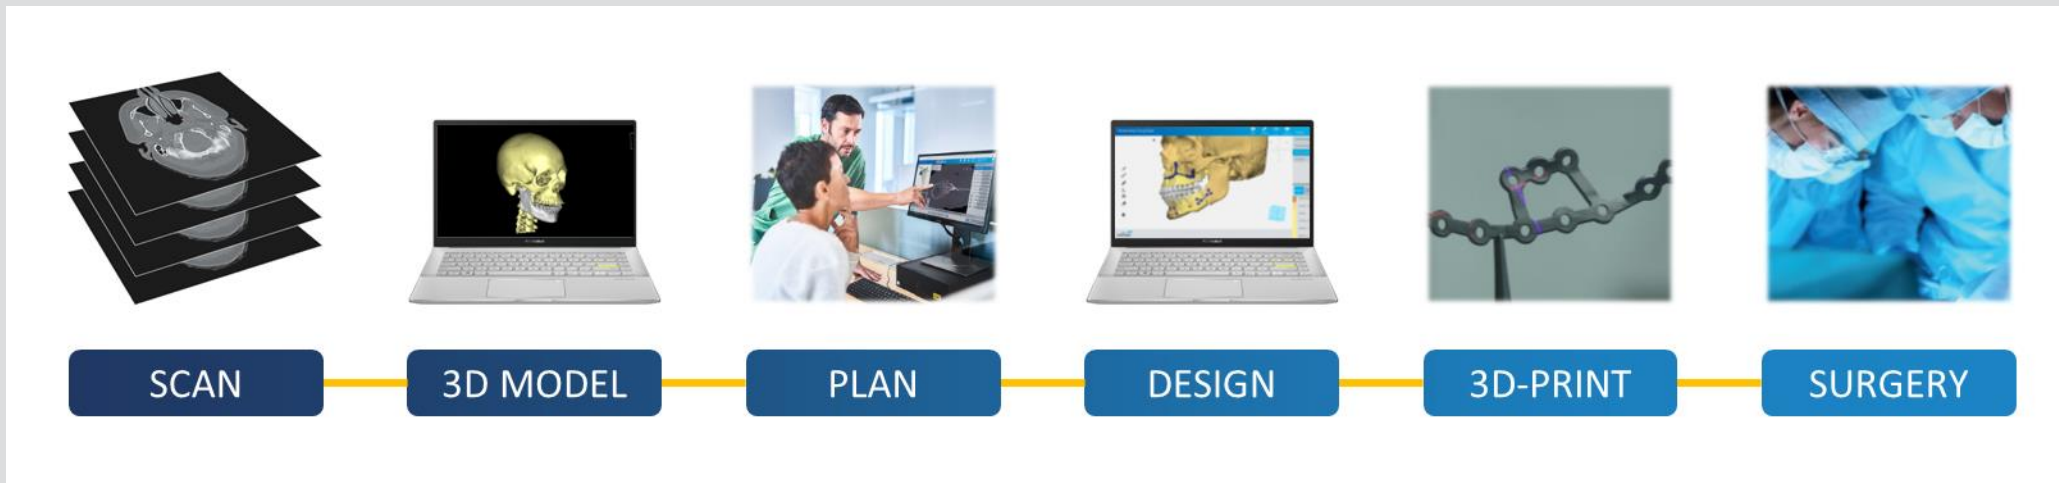 SCAN
3D MODEL
PLAN
DESIGN
3D-PRINT
SURGERY